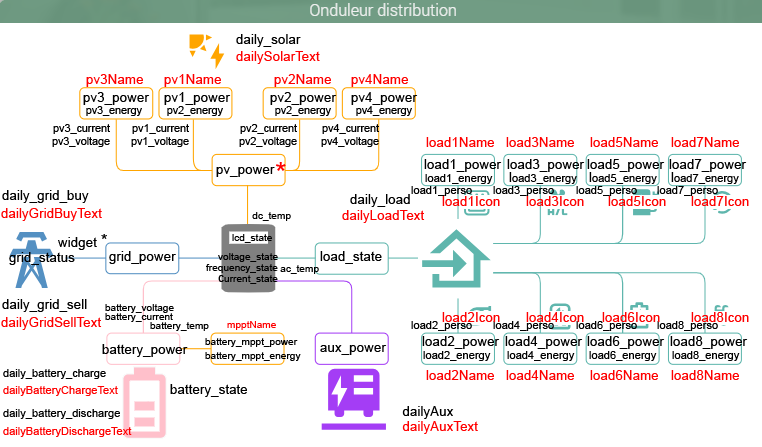 Onduleur distribution
daily_solar
dailySolarText
pv3Name
pv1Name
pv2Name
pv4Name
pv3_power
pv3_energy
pv1_power
pv2_energy
pv2_power
pv2_energy
pv4_power
pv4_energy
pv3_current
pv3_voltage
pv1_current
pv1_voltage
pv2_current
pv2_voltage
pv4_current
pv4_voltage
pv_power*
load1Name
load3Name
load5Name
load7Name
load1_power
load1_energy
load3_power
load3_energy
load5_power
load5_energy
load7_power
load7_energy
load1_perso
load3_perso
load5_perso
load7_perso
load1Icon
load3Icon
load5Icon
load7Icon
daily_grid_buy
dailyGridBuyText
daily_load
dailyLoadText
dc_temp
lcd_state
widget *
grid_status
grid_power
voltage_state
frequency_state
Current_state
ac_temp
load_state
daily_grid_sell
dailyGridSellText
battery_voltage
battery_current
battery_temp
mpptName
battery_power
battery_mppt_power
battery_mppt_energy
aux_power
load2Icon
load4Icon
load6Icon
load8Icon
load2_perso
load4_perso
load6_perso
load8_perso
load2_power
load2_energy
load4_power
load4_energy
load6_power
load6_energy
load8_power
load8_energy
load2Name
load4Name
load6Name
load8Name
daily_battery_charge
dailyBatteryChargeText
battery_state
daily_battery_discharge
dailyBatteryDischargeText
dailyAux
dailyAuxText